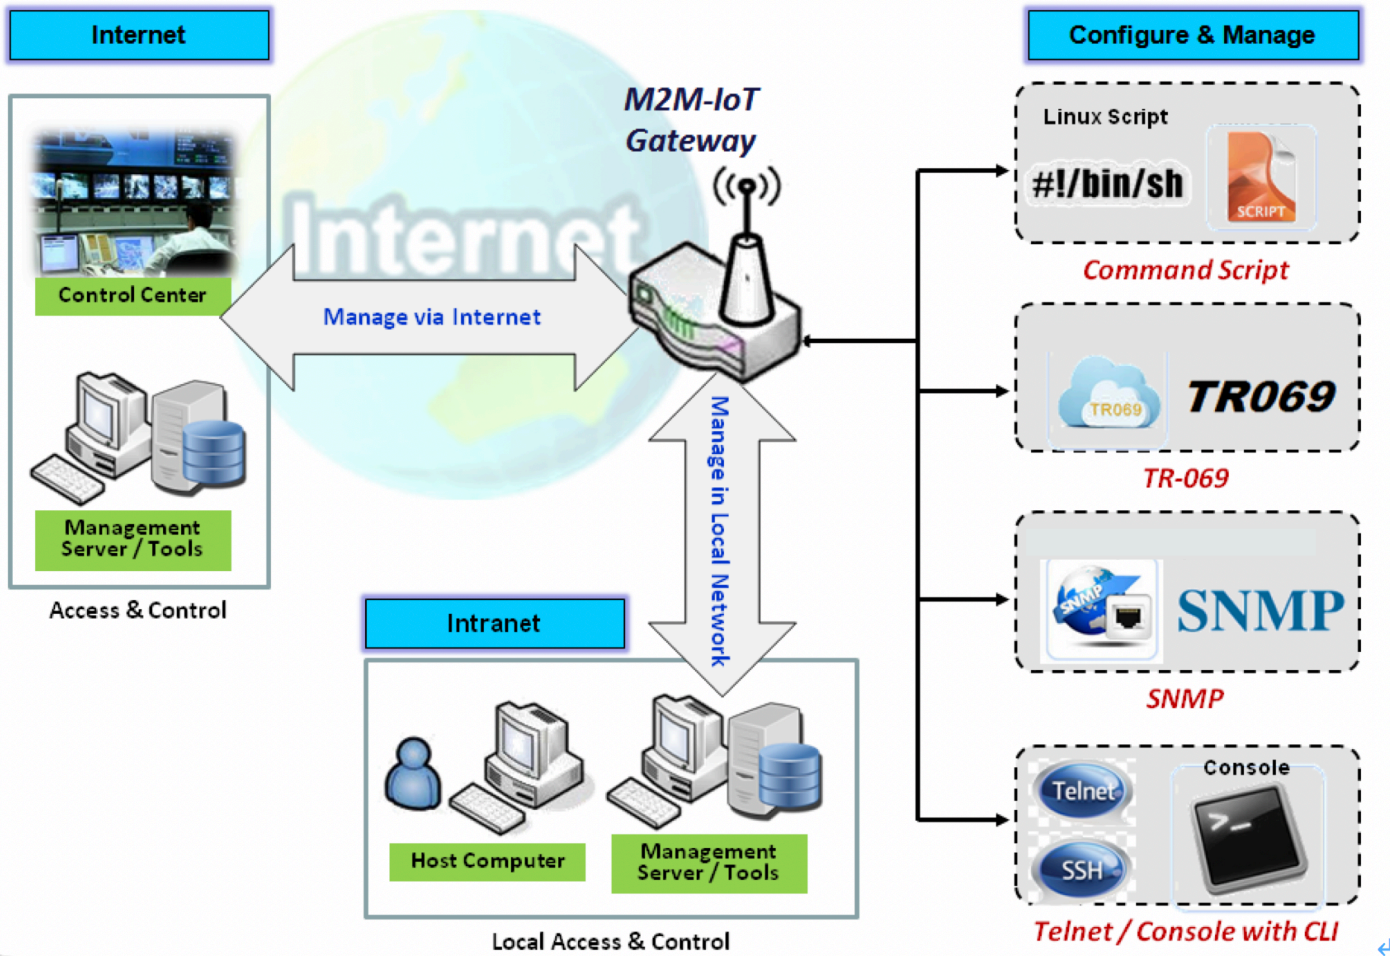 Internet
Configure & Manage
M2M-IoT
Gateway
Internet
Control Center
Manage via Internet
Management
Server / Tools
Access & Control
Manage in Local Network
Intranet
Host Computer
Management
Server / Tools
Local Access & Control
Linux Script
#!/bin/sh
SCRIPT
Command Script
TR069
TR069
TR-069
SNMP
SNMP
SNMP
Telnet
Console
>_
SSH
Telnet / Console with CLI